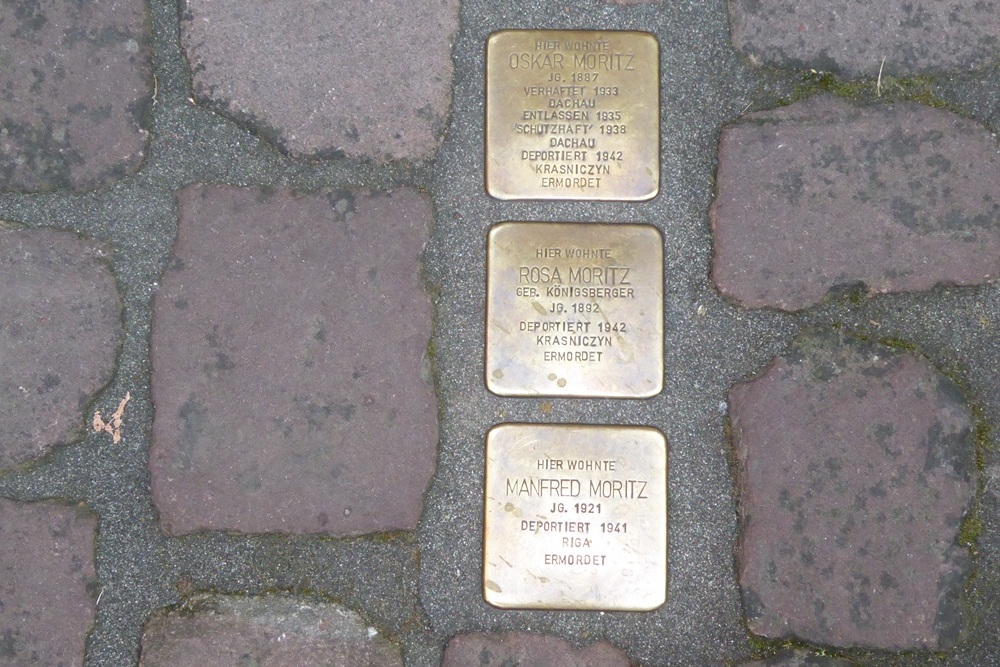 HIER WOHNTE
OSKAR MORITZ
JG. 1887
VERHAFTET 1933
DACHAU
ENTLASSEN 1935
'SCHUTZHAFT' 1938
DACHAU
DEPORTIERT 1942
KRASNICZYN
ERMORDET
HIER WOHNTE
ROSA MORITZ
GEB. KÖNIGSBERGER
JG. 1892
DEPORTIERT 1942
KRASNICZYN
ERMORDET
HIER WOHNTE
MANFRED MORITZ
JG. 1921
DEPORTIERT 1941
RIGA
ERMORDET